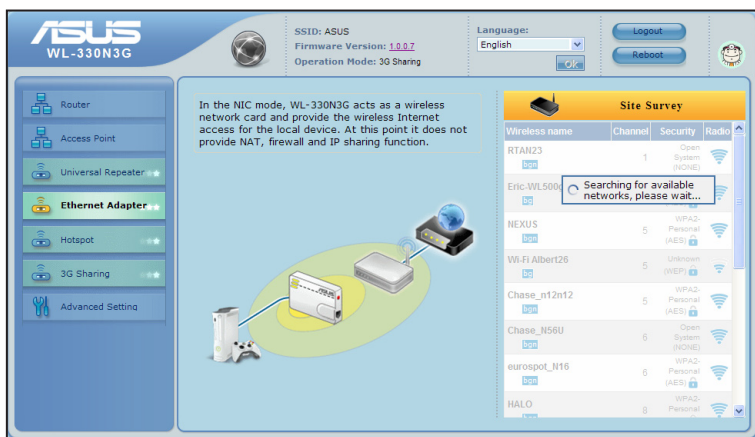 ASUS
WL-330N3G
SSID: ASUS
Firmware Version: 1.0.0.7
Operation Mode: 3G Sharing
Language:
English
OK
Logout
Reboot
Router
Access Point
Universal Repeater
Ethernet Adapter
Hotspot
3G Sharing
Advanced Setting
In the NIC mode, WL-330N3G acts as a wireless
network card and provide the wireless Internet
access for the local device. At this point it does not
provide NAT, firewall and IP sharing function.
Site Survey
Wireless name Channel Security Radio
RTAN23
bgn
1
Open
System
(NONE)
Eric-WL500g
bg
Searching for available
networks, please wait...
NEXUS
bgn
5
WPA2-
Personal
(AES)
Wi-Fi Albert26
bg
5
Unknown
(WEP)
Chase_n12n12
bgn
5
WPA2-
Personal
(AES)
Chase_N56U
bgn
6
Open
System
(NONE)
eurospot_N16
bgn
6
WPA2-
Personal
(AES)
HALO
8
WPA2-
Personal